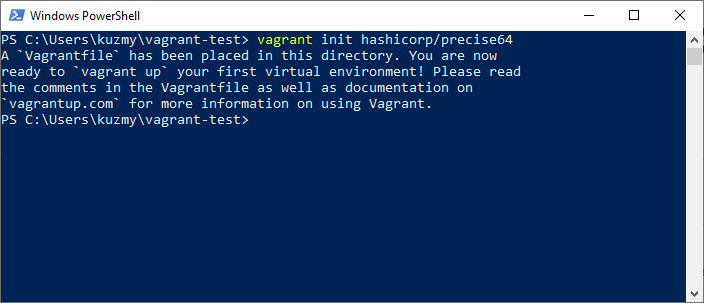 Windows PowerShell
PS C:\Users\kuzmy\vagrant-test> vagrant init hashicorp/precise64
A `Vagrantfile` has been placed in this directory. You are now
ready to `vagrant up` your first virtual environment! Please read
the comments in the Vagrantfile as well as documentation on
`vagrantup.com` for more information on using Vagrant.
PS C:\Users\kuzmy\vagrant-test>